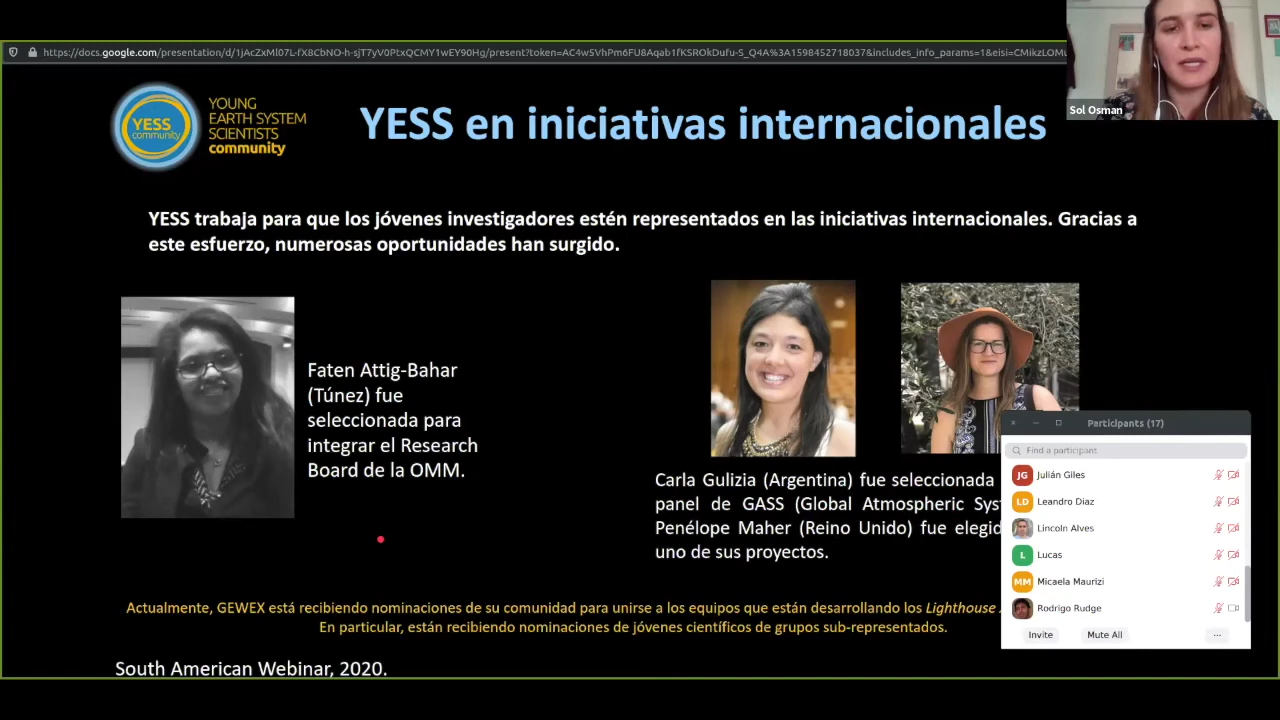 https://docs.google.com/presentation/d/1jAcZxMl07L-fX8CbNO-h-sjT7yV0PtxQCMY1wEY90Hg/present?token=AC4w5VhPm6FU8Aqab1fKSROkDufu-S_Q4A%3A1598452718037&includes_info_params=1&eisi=CMikzLOMu
Sol Osman
YESS
community
YOUNG
EARTH SYSTEM
SCIENTISTS
community
YESS en iniciativas internacionales
YESS trabaja para que los jóvenes investigadores estén representados en las iniciativas internacionales. Gracias a
este esfuerzo, numerosas oportunidades han surgido.
Faten Attig-Bahar
(Túnez) fue
seleccionada para
integrar el Research
Board de la OMM.
Carla Gulizia (Argentina) fue seleccionada
panel de GASS (Global Atmospheric Sys
Penélope Maher (Reino Unido) fue elegid
uno de sus proyectos.
Participants (17)
Find a participant
JG Julián Giles
LD Leandro Diaz
Lincoln Alves
L Lucas
MM Micaela Maurizi
Rodrigo Rudge
Invite Mute All ...
Actualmente, GEWEX está recibiendo nominaciones de su comunidad para unirse a los equipos que están desarrollando los Lighthouse
En particular, están recibiendo nominaciones de jóvenes científicos de grupos sub-representados.
South American Webinar, 2020.